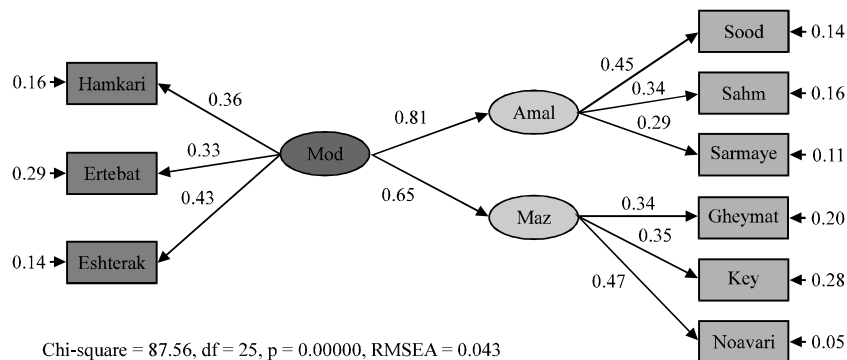 Sood
0.14
0.45
0.16
Hamkari
0.36
0.34
Sahm
0.16
0.81
Amal
0.29
Sarmaye
0.11
0.29
Ertebat
0.33
Mod
0.43
0.65
Maz
0.34
Gheymat
0.20
0.14
Eshterak
0.35
0.47
Key
0.28
Noavari
0.05
Chi-square = 87.56, df = 25, p = 0.00000, RMSEA = 0.043